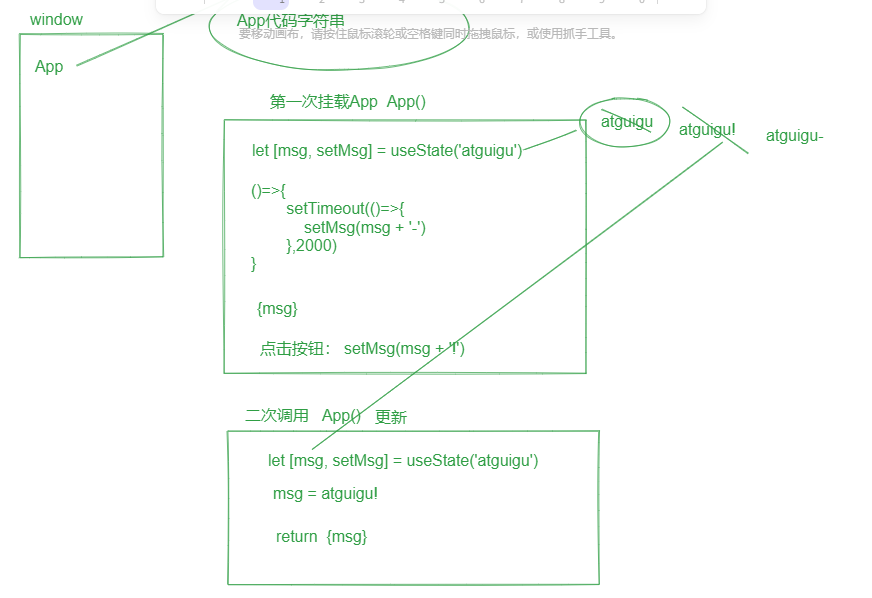 window
App代码字符串
要移动画布，请按住鼠标滚轮或空格键同时拖拽鼠标，或使用抓手工具。
App
第一次挂载App App()
let [msg, setMsg] = useState('atguigu')
atguigu
atguigu!
atguigu-
()=>{
setTimeout(()=>{
setMsg(msg + '-')
},2000)
}
{msg}
点击按钮： setMsg(msg + '!')
二次调用 App() 更新
let [msg, setMsg] = useState('atguigu')
msg = atguigu!
return {msg}